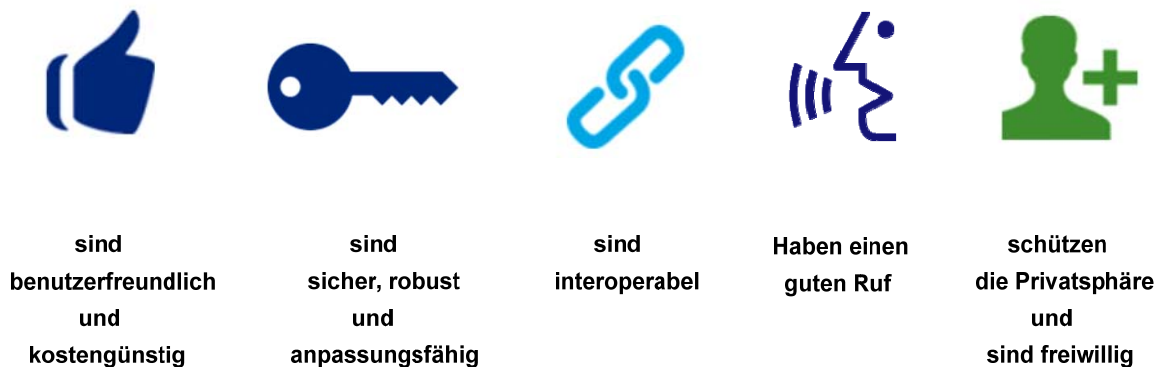 sind
benutzerfreundlich
und
kostengünstig
sind
sicher, robust
und
anpassungsfähig
sind
interoperabel
Haben einen
guten Ruf
schützen
die Privatsphäre
und
sind freiwillig